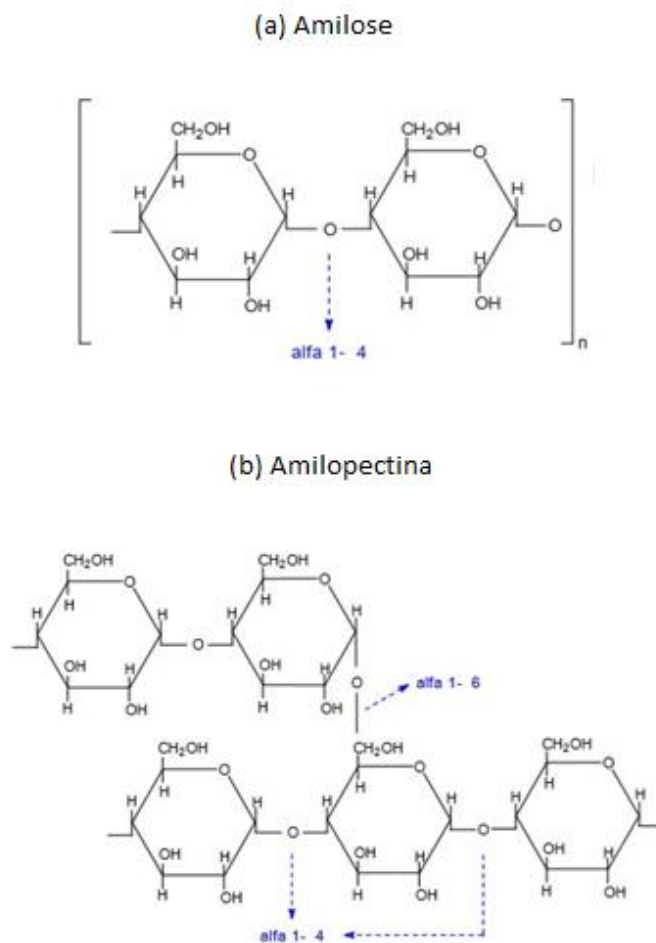 (a) Amilose
CH₂OH CH₂OH
O O
H H H H H H
O O
OH H OH H
H OH H OH
n
alfa 1- 4
(b) Amilopectina
CH₂OH CH₂OH
O O
H H H H H H
O
OH H OH H
H OH H OH
O
alfa 1- 6
CH₂OH CH₂OH CH₂OH
O O O
H H H H H H H H H
O O
OH H OH H OH H
H OH H OH H OH
alfa 1- 4